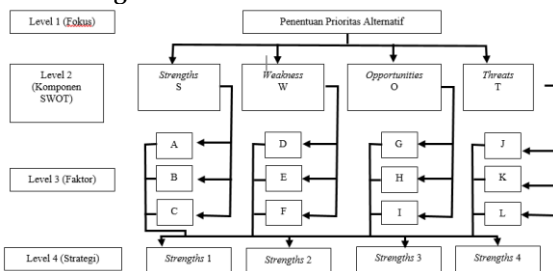 Level 1 (Fokus)
Penentuan Prioritas Alternatif
Level 2
(Komponen
SWOT)
Strengths
S
Weakness
W
Opportunities
O
Threats
T
Level 3 (Faktor)
A
B
C
D
E
F
G
H
I
J
K
L
Level 4 (Strategi)
Strengths 1
Strengths 2
Strengths 3
Strengths 4